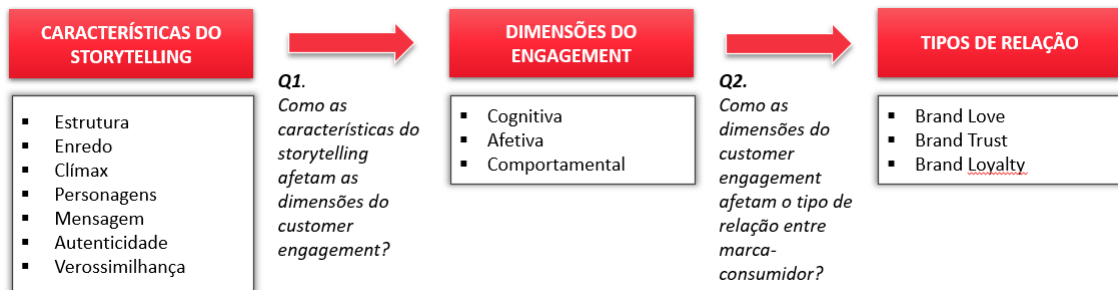 CARACTERÍSTICAS DO
STORYTELLING
▪ Estrutura
▪ Enredo
▪ Clímax
▪ Personagens
▪ Mensagem
▪ Autenticidade
▪ Verossimilhança
Q1.
Como as
características do
storytelling
afetam as
dimensões do
customer
engagement?
DIMENSÕES DO
ENGAGEMENT
▪ Cognitiva
▪ Afetiva
▪ Comportamental
Q2.
Como as
dimensões do
customer
engagement
afetam o tipo de
relação entre
marca-
consumidor?
TIPOS DE RELAÇÃO
▪ Brand Love
▪ Brand Trust
▪ Brand Loyalty